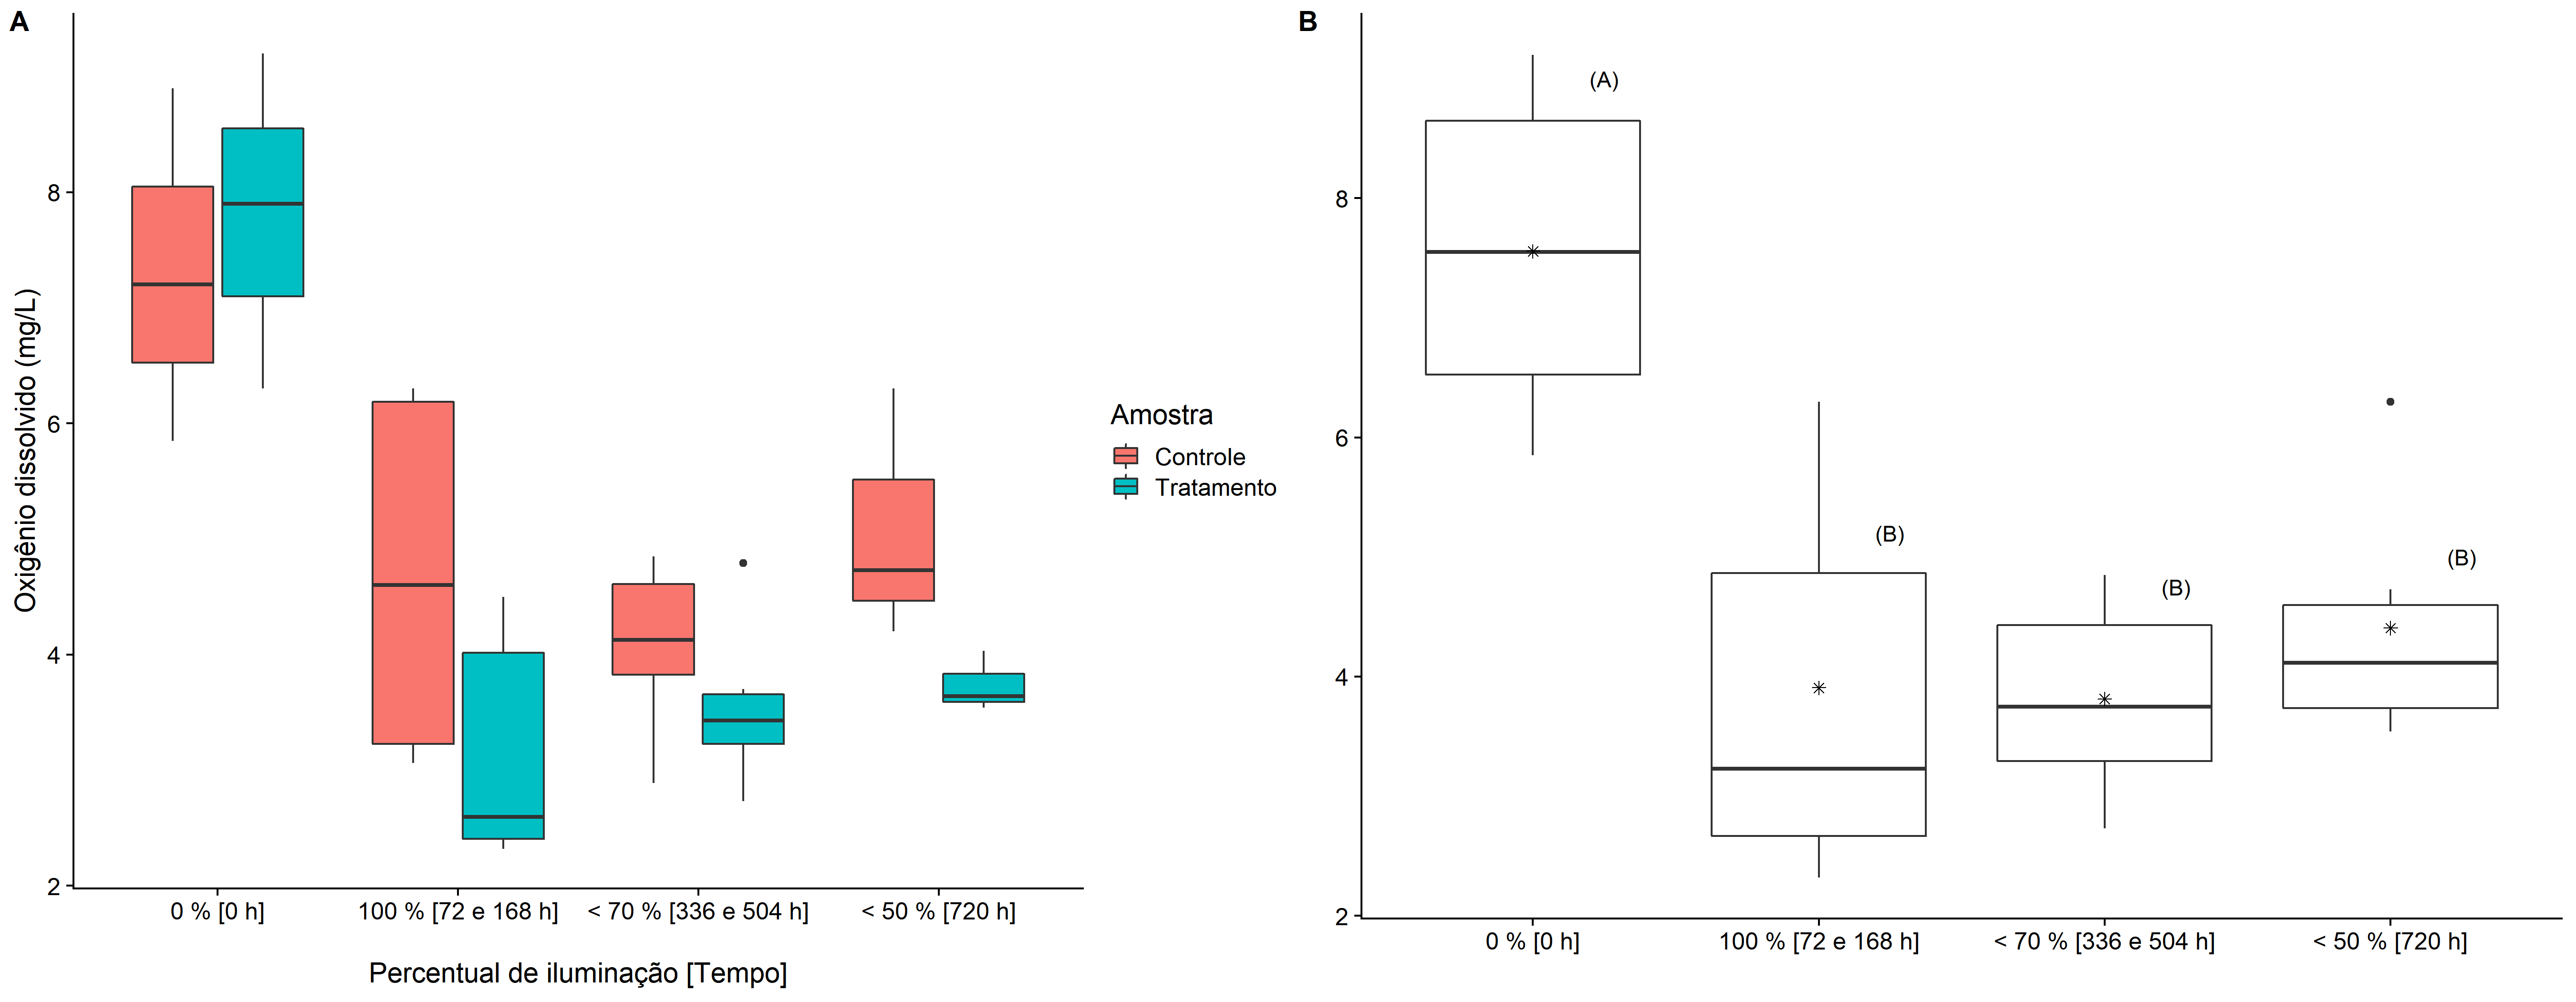 A
Oxigênio dissolvido (mg/L)
8
6
4
2
0 % [0 h]
100 % [72 e 168 h]
< 70 % [336 e 504 h]
< 50 % [720 h]
Percentual de iluminação [Tempo]
Amostra
Controle
Tratamento
B
8
6
4
2
(A)
(B)
(B)
(B)
0 % [0 h]
100 % [72 e 168 h]
< 70 % [336 e 504 h]
< 50 % [720 h]